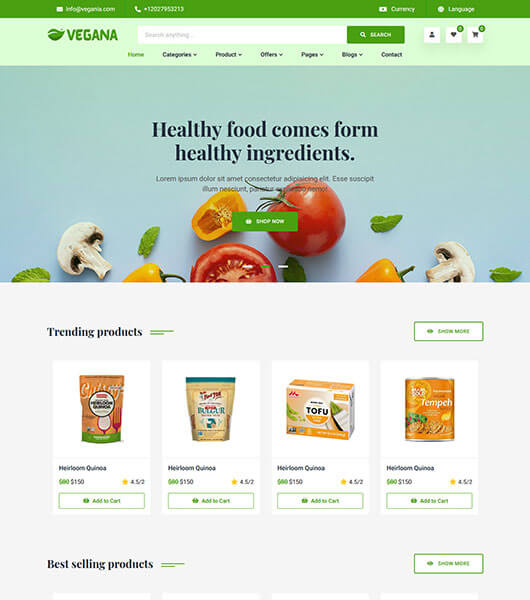 info@vegania.com
+12027953213
Currency
Language
VEGANA
Search anything...
SEARCH
0
0
Home
Categories
Product
Offers
Pages
Blogs
Contact
Healthy food comes form
healthy ingredients.
Lorem ipsum dolor sit amet consectetur adipisicing elit. Esse suscipit
illum nesciunt, pariatur explicabo nemo!
SHOP NOW
Trending products
SHOW MORE
HEIRLOOM
QUINOA
BULGUR
TOFU
Tempeh
Heirloom Quinoa
$80 $150
4.5/2
Add to Cart
Heirloom Quinoa
$80 $150
4.5/2
Add to Cart
Heirloom Quinoa
$80 $150
4.5/2
Add to Cart
Heirloom Quinoa
$80 $150
4.5/2
Add to Cart
Best selling products
SHOW MORE